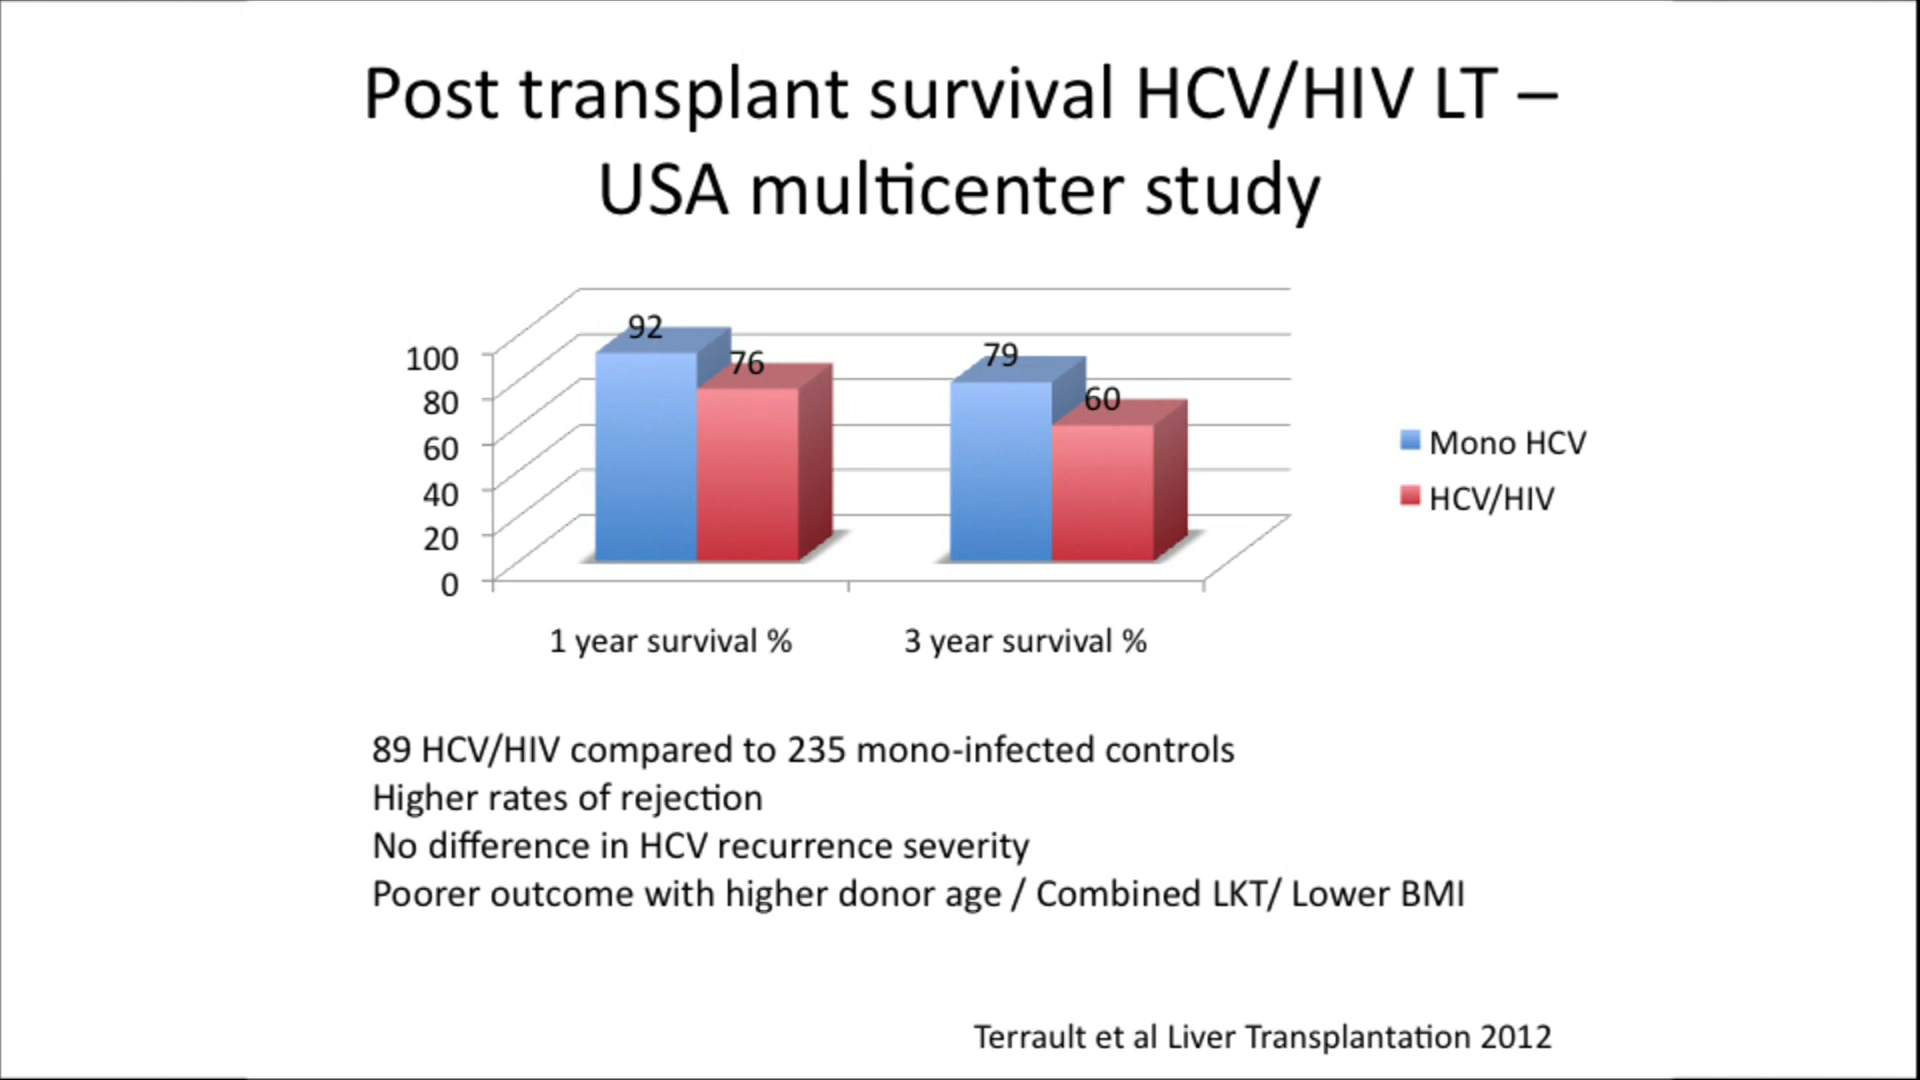 Post transplant survival HCV/HIV LT –
USA multicenter study
92
76
79
60
100
80
60
40
20
0
1 year survival %
3 year survival %
Mono HCV
HCV/HIV
89 HCV/HIV compared to 235 mono-infected controls
Higher rates of rejection
No difference in HCV recurrence severity
Poorer outcome with higher donor age / Combined LKT/ Lower BMI
Terrault et al Liver Transplantation 2012